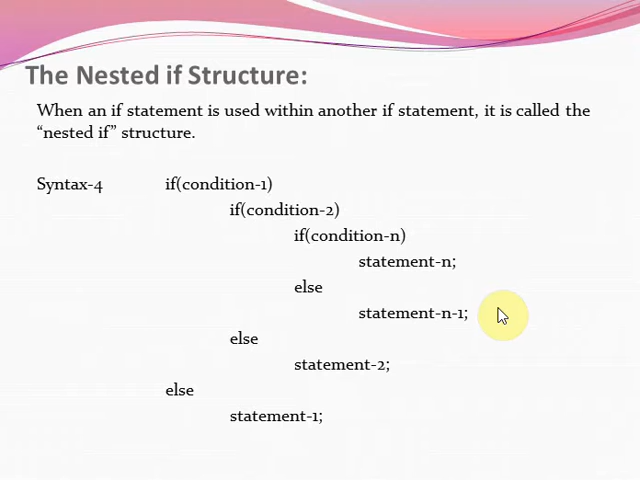 The Nested if Structure:
When an if statement is used within another if statement, it is called the
“nested if” structure.
Syntax-4 if(condition-1)
if(condition-2)
if(condition-n)
statement-n;
else
statement-n-1;
else
statement-2;
else
statement-1;